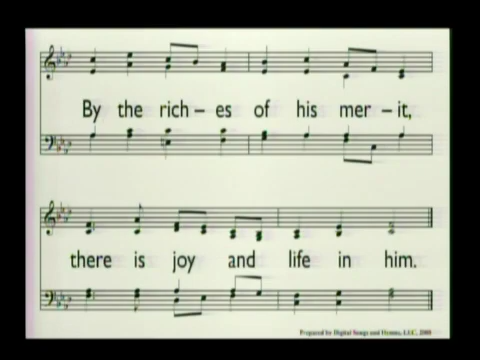 By the rich – es of his mer – it,
there is joy and life in him.
Prepared by Digital Songs and Hymns, LLC, 2000